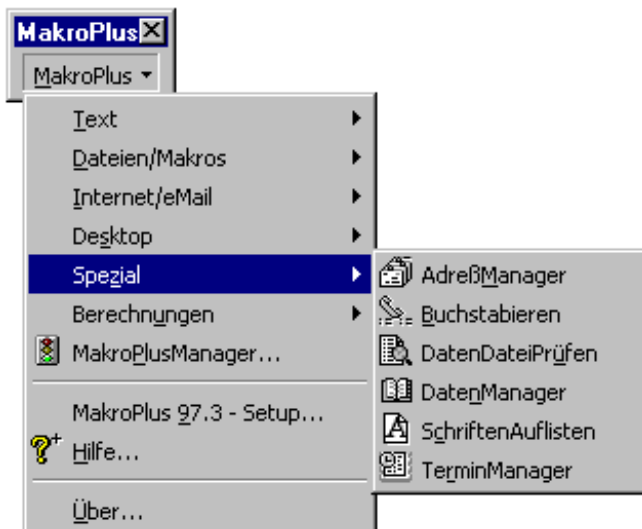 MakroPlus
MakroPlus
Text
Dateien/Makros
Internet/eMail
Desktop
Spezial
Berechnungen
MakroPlusManager...
MakroPlus 97.3 - Setup...
Hilfe...
Über...
AdreßManager
Buchstabieren
DatenDateiPrüfen
DatenManager
SchriftenAuflisten
TerminManager